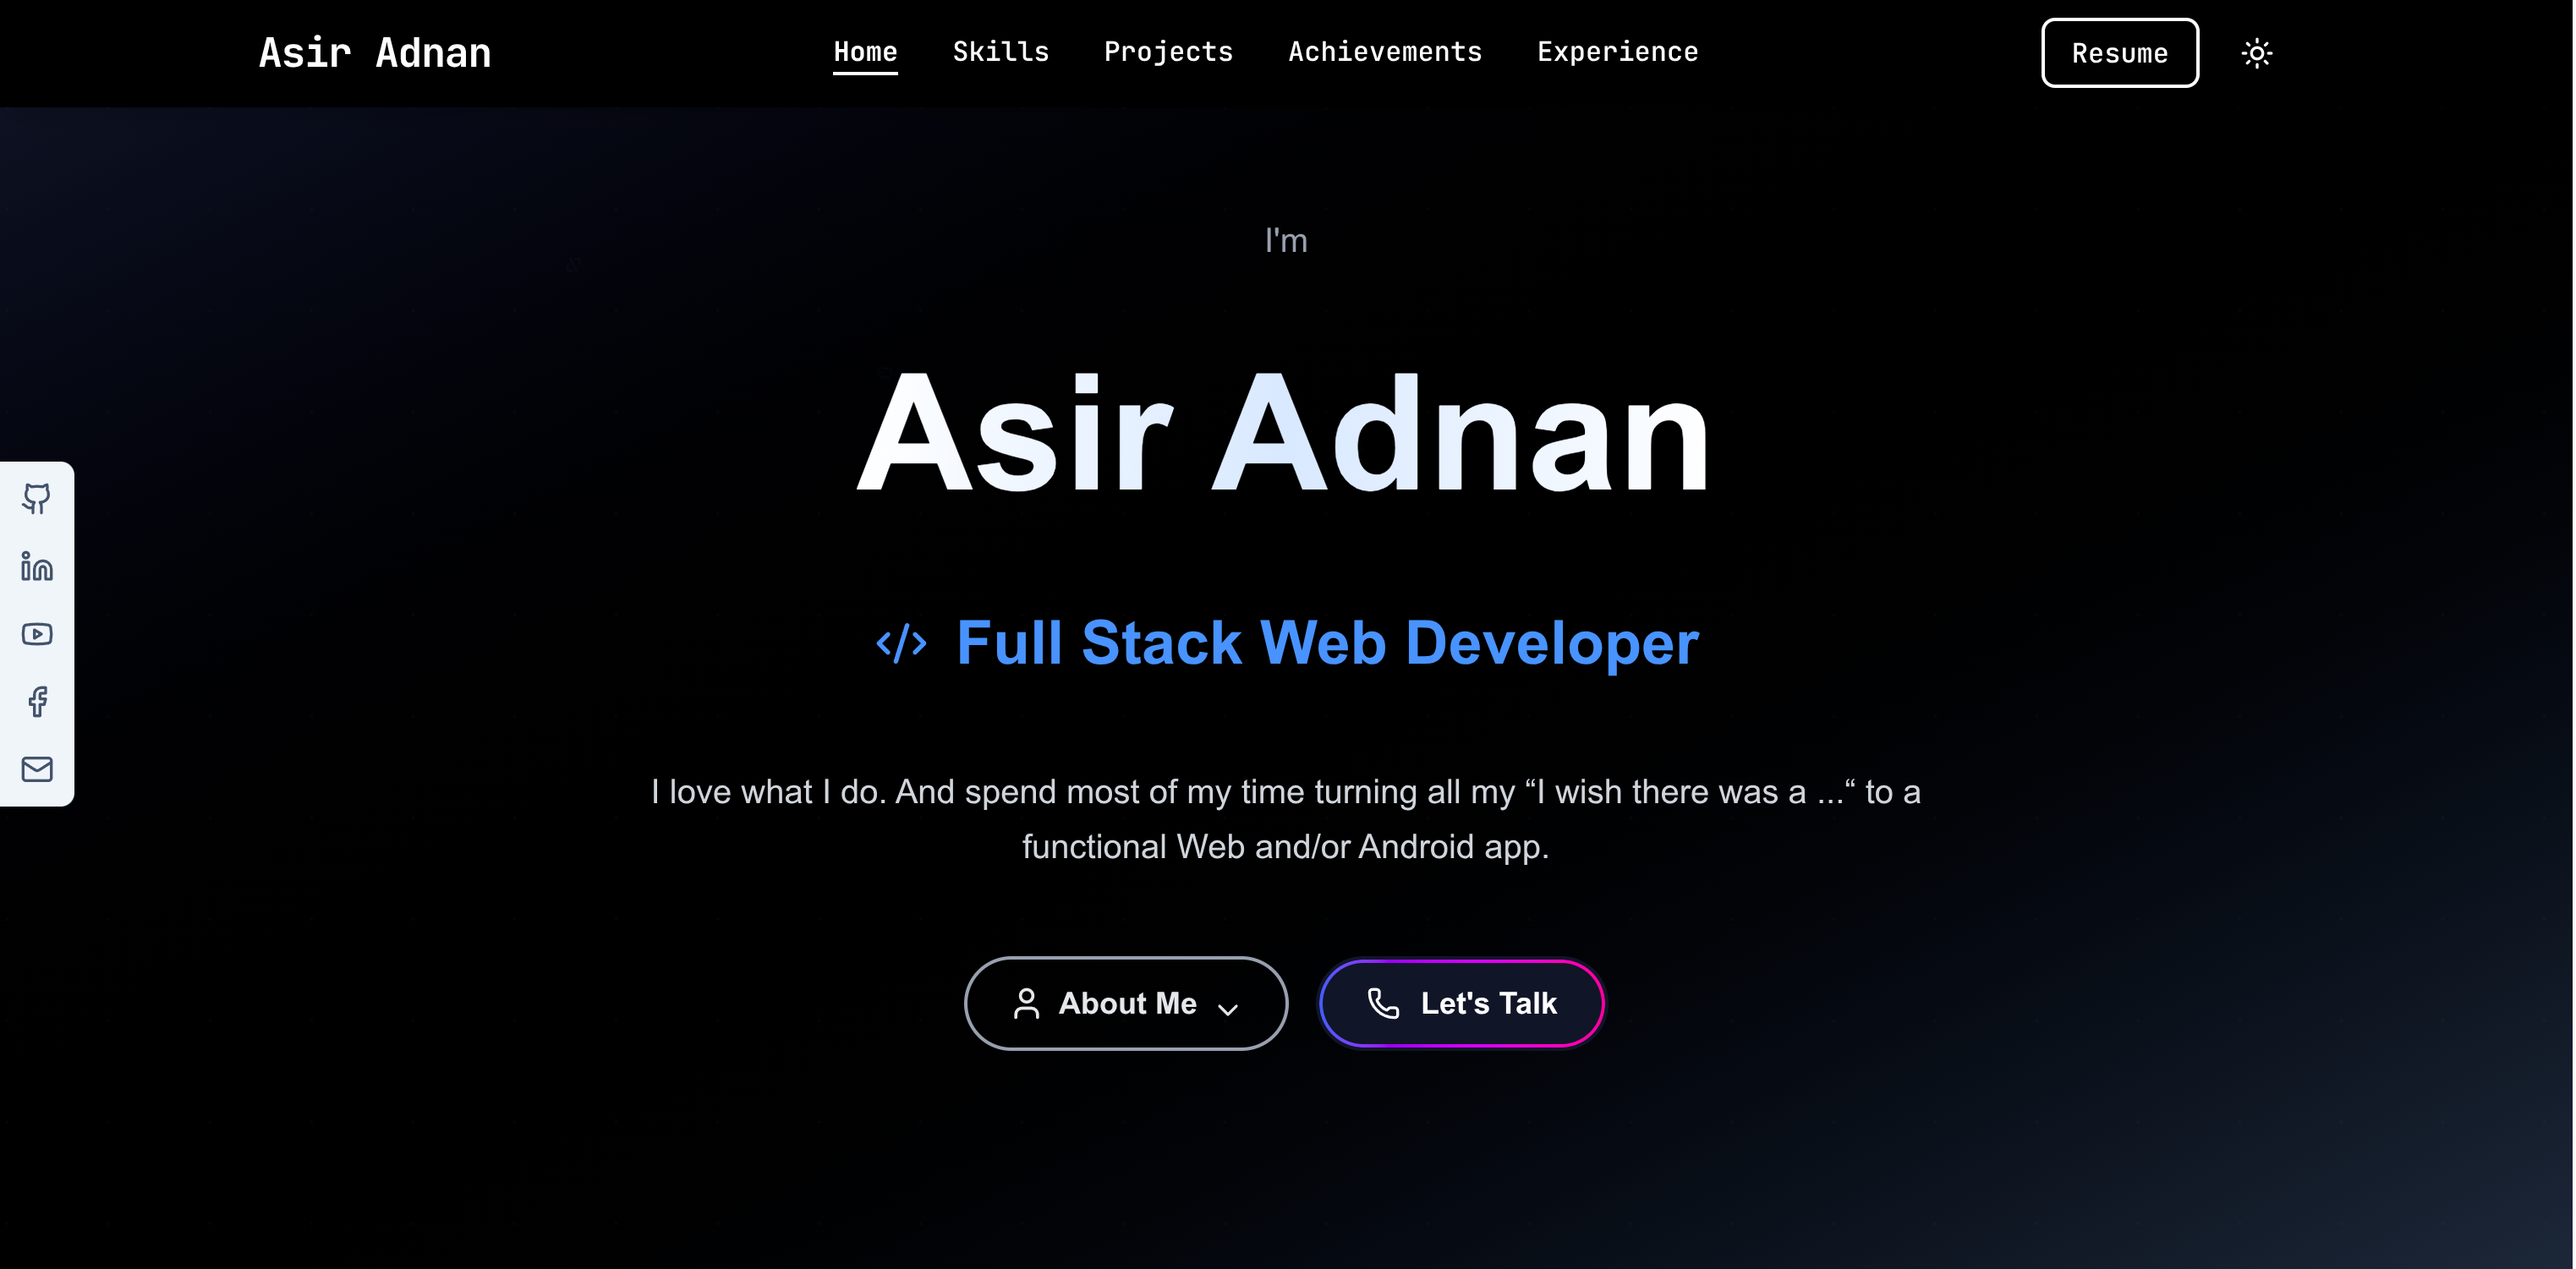 Asir Adnan
Home Skills Projects Achievements Experience
Resume
I'm
Asir Adnan
Full Stack Web Developer
I love what I do. And spend most of my time turning all my “I wish there was a ...“ to a
functional Web and/or Android app.
About Me
Let's Talk